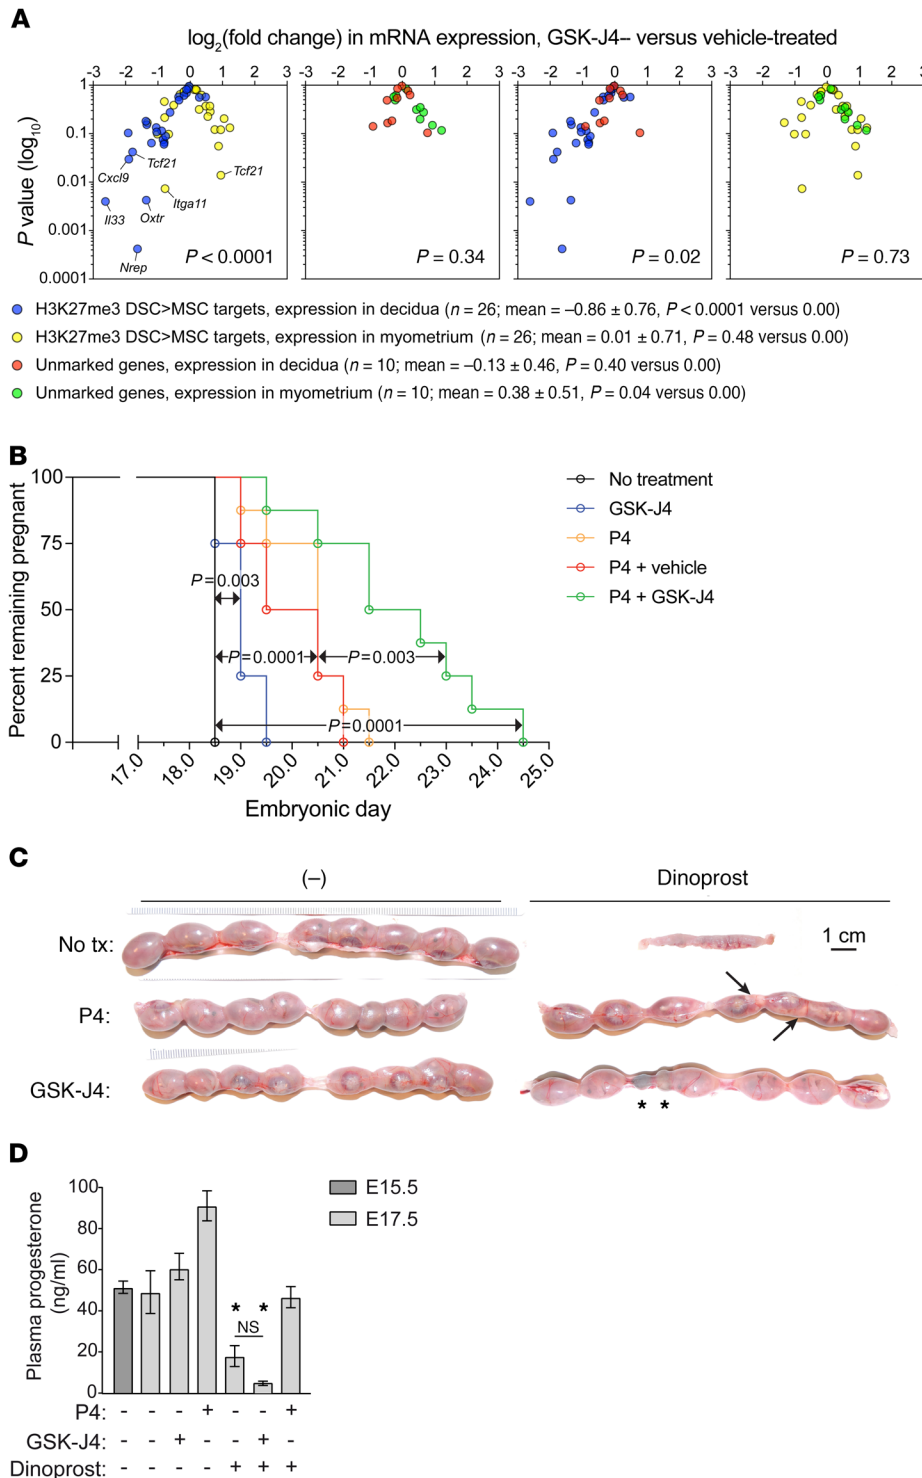 A
log2(fold change) in mRNA expression, GSK-J4– versus vehicle-treated
-3 -2 -1 0 1 2 3 -3 -2 -1 0 1 2 3 -3 -2 -1 0 1 2 3 -3 -2 -1 0 1 2 3
P value (log10)
1
0.1
0.01
0.001
0.0001
Cxcl9
Tcf21
Tcf21
Il33
Oxtr
Itga11
Nrep
P < 0.0001
P = 0.34
P = 0.02
P = 0.73
H3K27me3 DSC>MSC targets, expression in decidua (n = 26; mean = –0.86 ± 0.76, P < 0.0001 versus 0.00)
H3K27me3 DSC>MSC targets, expression in myometrium (n = 26; mean = 0.01 ± 0.71, P = 0.48 versus 0.00)
Unmarked genes, expression in decidua (n = 10; mean = –0.13 ± 0.46, P = 0.40 versus 0.00)
Unmarked genes, expression in myometrium (n = 10; mean = 0.38 ± 0.51, P = 0.04 versus 0.00)
B
Percent remaining pregnant
100
75
50
25
0
P = 0.003
P = 0.0001
P = 0.003
P = 0.0001
17.0 18.0 19.0 20.0 21.0 22.0 23.0 24.0 25.0
Embryonic day
No treatment
GSK-J4
P4
P4 + vehicle
P4 + GSK-J4
C
(–)
Dinoprost
No tx:
1 cm
P4:
GSK-J4:
* *
D
Plasma progesterone
(ng/ml)
100
80
60
40
20
0
* *
NS
E15.5
E17.5
P4: - - - + - - +
GSK-J4: - - + - - + -
Dinoprost: - - - - + + +